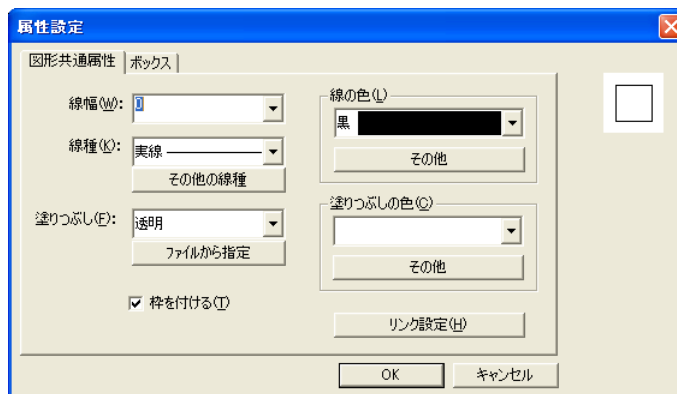 属性設定
図形共通属性
ボックス
線幅(W):
0
線種(K):
実線
その他の線種
塗りつぶし(F):
透明
ファイルから指定
枠を付ける(T)
線の色(L)
黒
その他
塗りつぶしの色(C)
その他
リンク設定(H)
OK
キャンセル